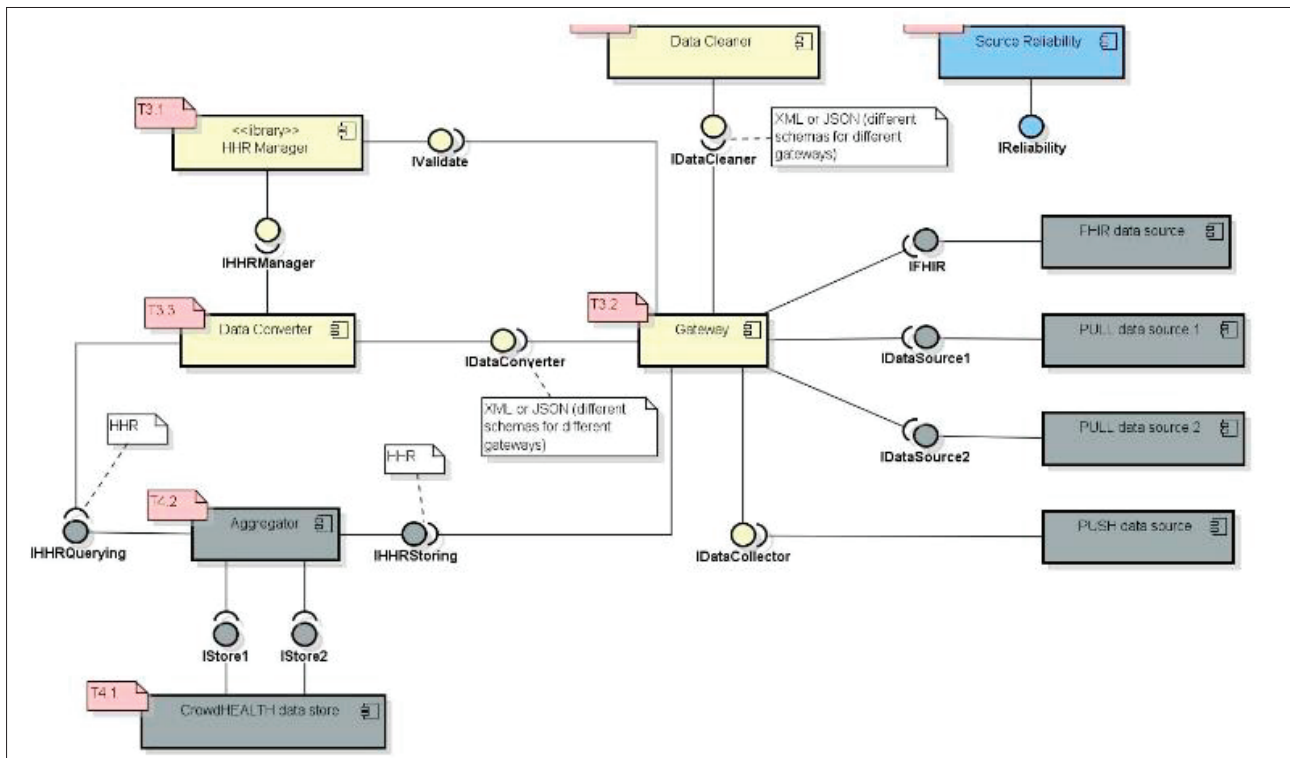 Data Cleaner
Source Reliability
T3.1
<<library>>
HHR Manager
IValidate
IDataCleaner
XML or JSON (different
schemas for different
gateways)
IReliability
IHHRManager
IFHIR
FHIR data source
T3.3
Data Converter
IDataConverter
T3.2
Gateway
IDataSource1
PULL data source 1
XML or JSON (different
schemas for different
gateways)
HHR
HHR
IDataSource2
PULL data source 2
T4.2
Aggregator
IHHRQuerying
IHHRStoring
IDataCollector
PUSH data source
IStore1
IStore2
T4.1
CrowdHEALTH data store